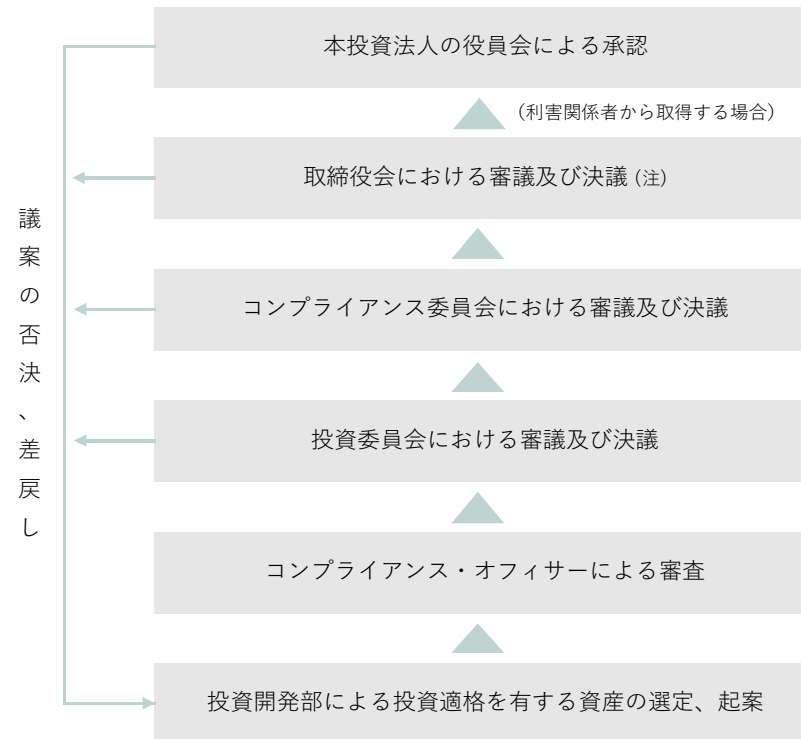 本投資法人の役員会による承認
（利害関係者から取得する場合）
取締役会における審議及び決議 (注)
コンプライアンス委員会における審議及び決議
投資委員会における審議及び決議
コンプライアンス・オフィサーによる審査
投資開発部による投資適格を有する資産の選定、起案
議案の否決、差戻し